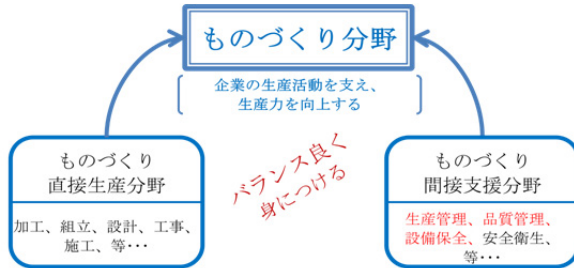 ものづくり分野
企業の生産活動を支え、
生産力を向上する
バランス良く
身につける
ものづくり
直接生産分野
加工、組立、設計、工事、
施工、等･･･
ものづくり
間接支援分野
生産管理、品質管理、
設備保全、安全衛生、
等･･･